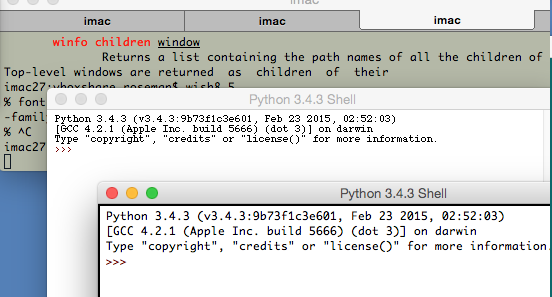 imac
imac imac imac
winfo children window
Returns a list containing the path names of all the children of
Top-level windows are returned as children of their
imac27:vboxshare roseman$ wish8.5
% font
-family
% ^C
imac27
Python 3.4.3 Shell
Python 3.4.3 (v3.4.3:9b73f1c3e601, Feb 23 2015, 02:52:03)
[GCC 4.2.1 (Apple Inc. build 5666) (dot 3)] on darwin
Type "copyright", "credits" or "license()" for more information.
>>>
Python 3.4.3 Shell
Python 3.4.3 (v3.4.3:9b73f1c3e601, Feb 23 2015, 02:52:03)
[GCC 4.2.1 (Apple Inc. build 5666) (dot 3)] on darwin
Type "copyright", "credits" or "license()" for more information.
>>>